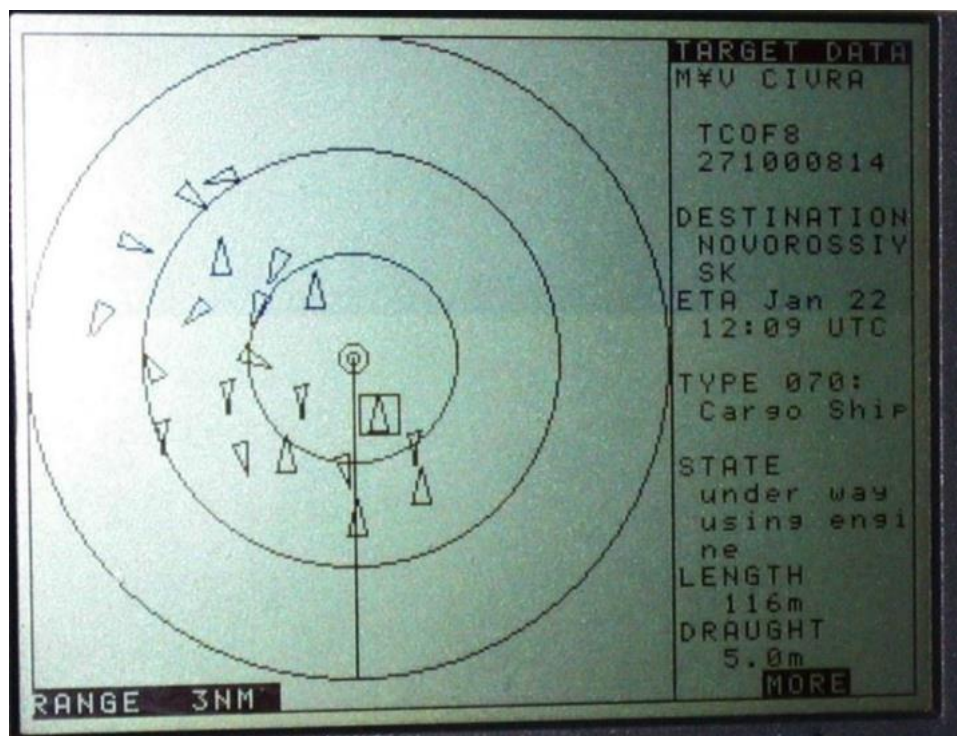 TARGET DATA
M¥V CIVRA
TCOF8
271000814
DESTINATION
NOVOROSSIY
SK
ETA Jan 22
12:09 UTC
TYPE 070:
Cargo Ship
STATE
under way
using engi
ne
LENGTH
116m
DRAUGHT
5.0m
MORE
RANGE 3NM